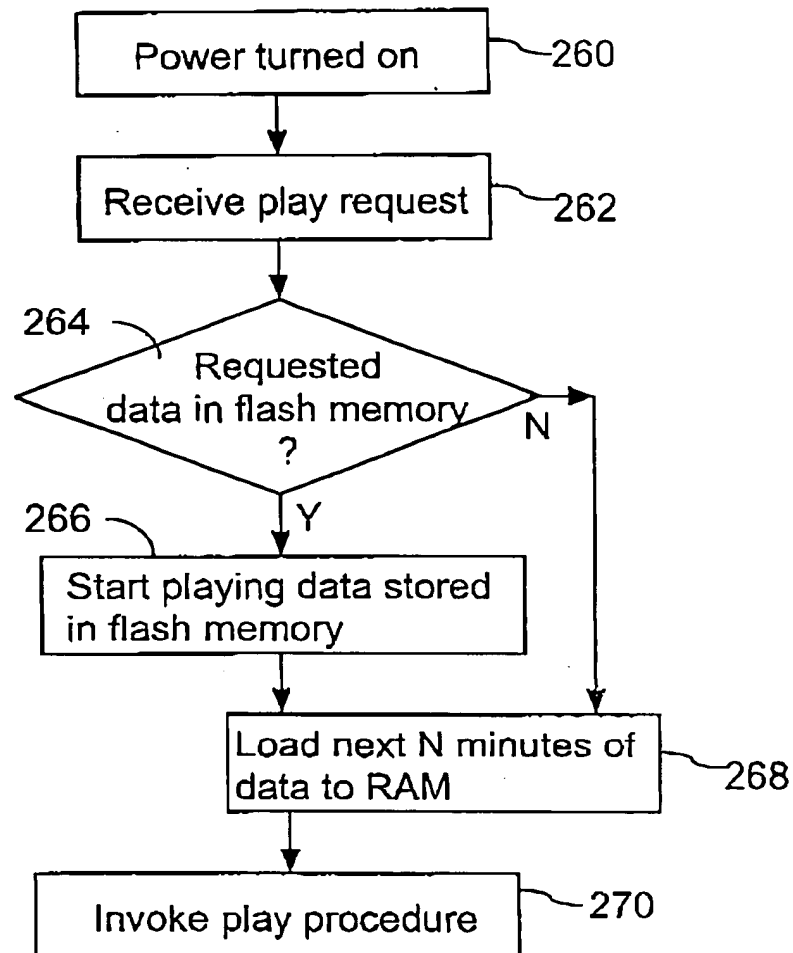 Power turned on
260
Receive play request
262
264
Requested
data in flash memory
?
N
Y
266
Start playing data stored
in flash memory
Load next N minutes of
data to RAM
268
Invoke play procedure
270